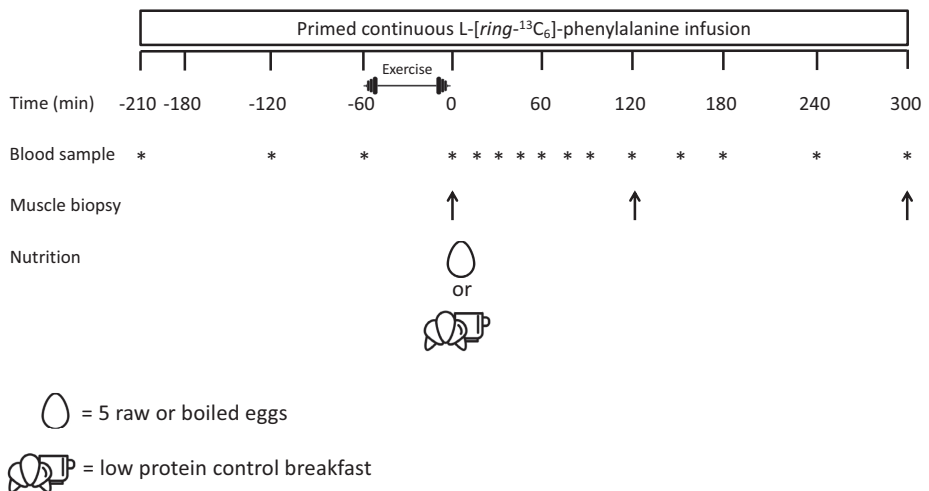 Primed continuous L-[ring-¹³C₆]-phenylalanine infusion
Exercise
Time (min) -210 -180 -120 -60 0 60 120 180 240 300
Blood sample * * * * * * * * * * * * * * *
Muscle biopsy
Nutrition
or
= 5 raw or boiled eggs
= low protein control breakfast